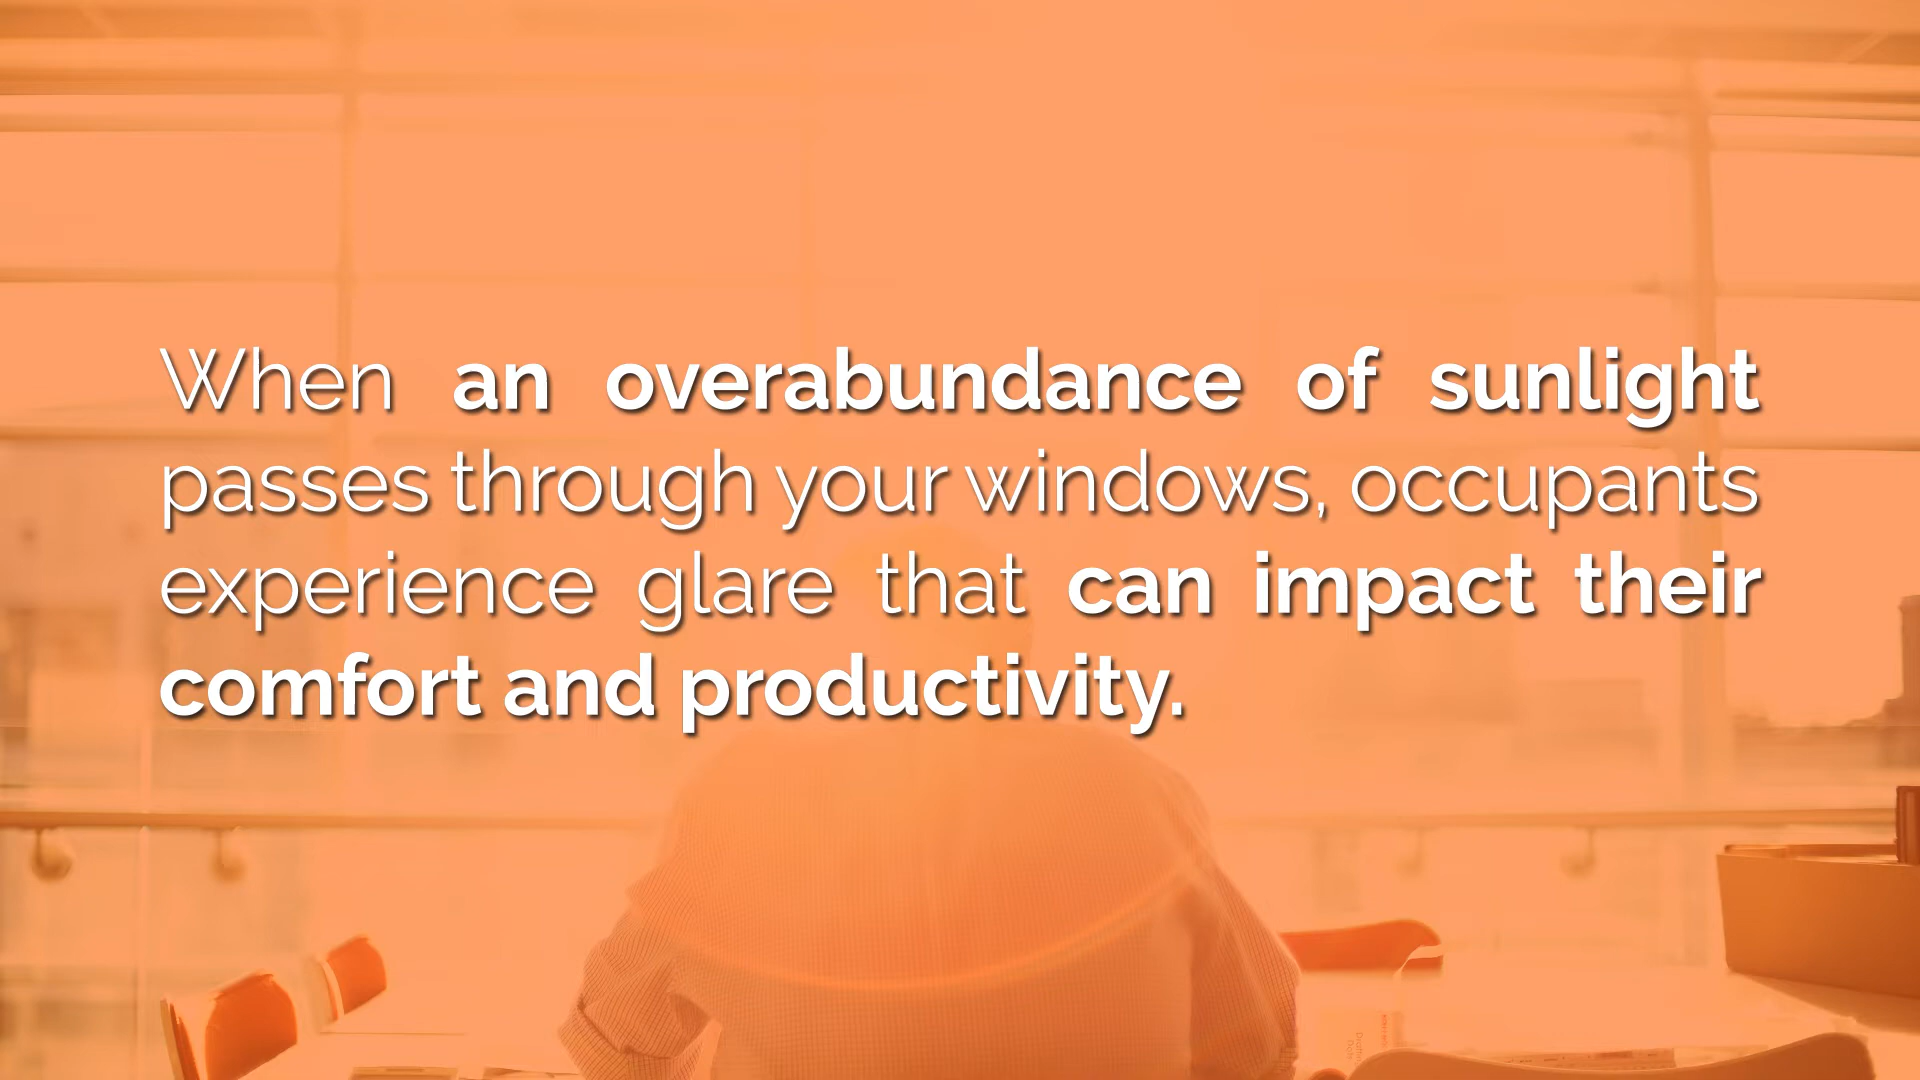 When an overabundance of sunlight
passes through your windows, occupants
experience glare that can impact their
comfort and productivity.